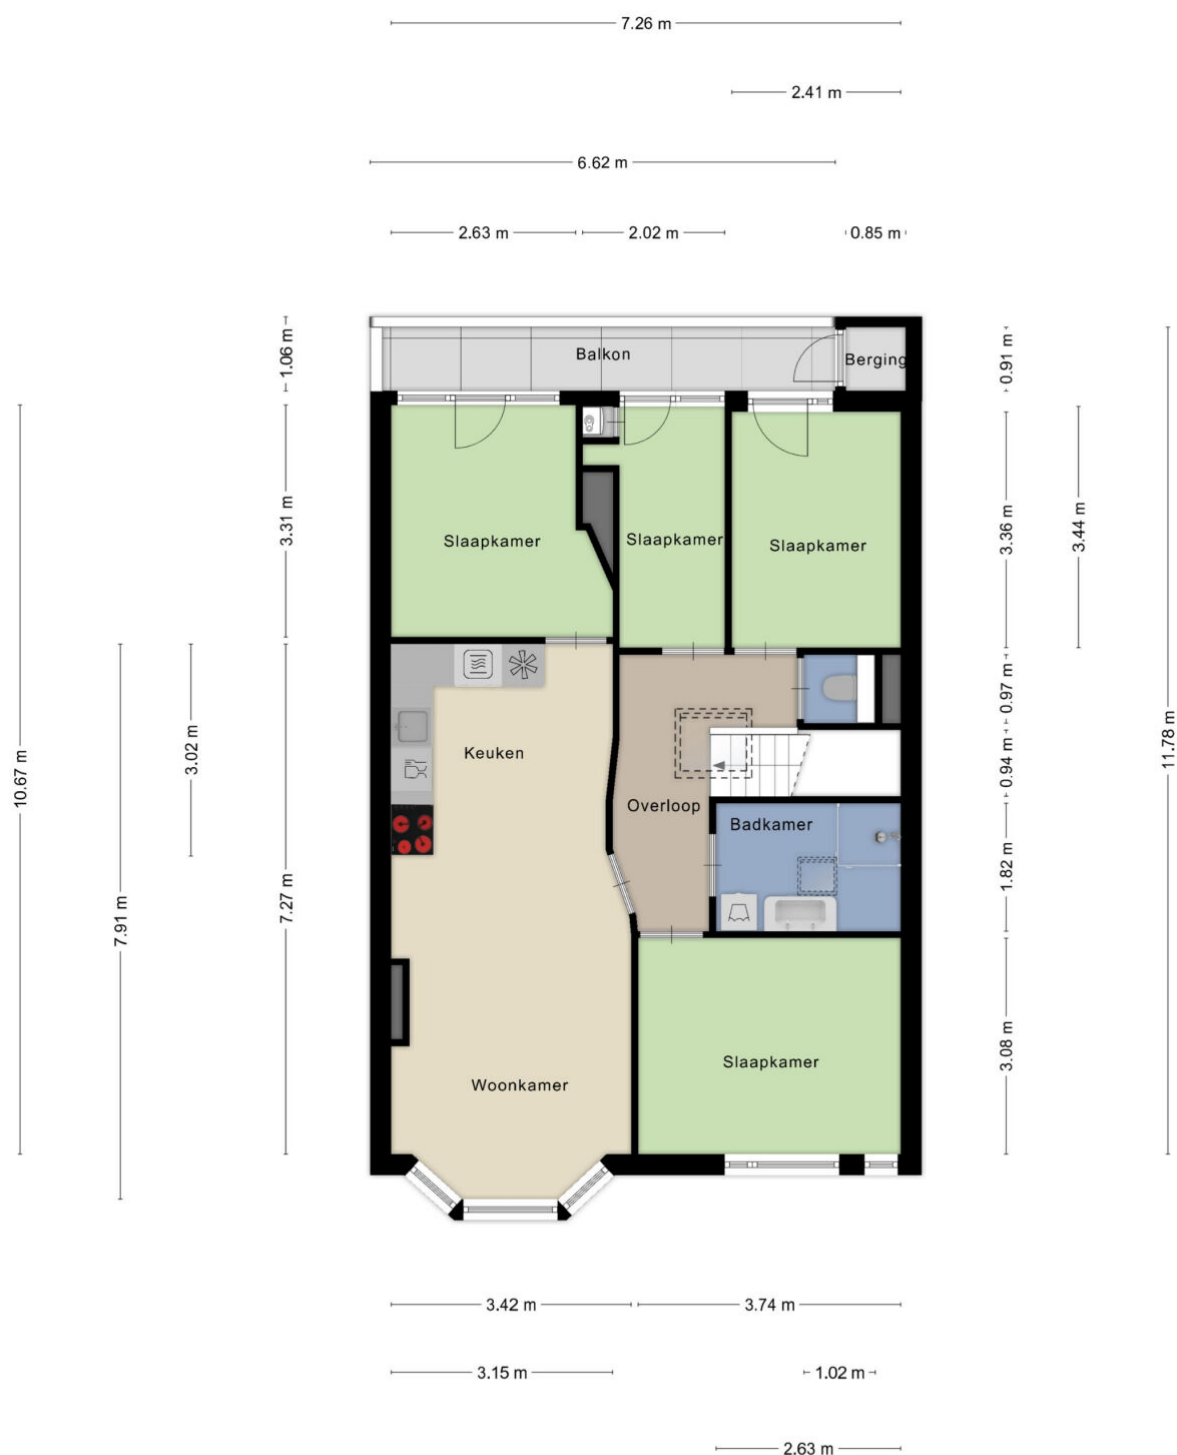 7.26 m
2.41 m
6.62 m
2.63 m
2.02 m
0.85 m
1.06 m
Balkon
Berging
0.91 m
3.31 m
Slaapkamer
Slaapkamer
Slaapkamer
3.36 m
3.44 m
0.97 m
10.67 m
3.02 m
Keuken
0.94 m
11.78 m
Overloop
Badkamer
7.91 m
7.27 m
1.82 m
Woonkamer
Slaapkamer
3.08 m
3.42 m
3.74 m
3.15 m
1.02 m
2.63 m